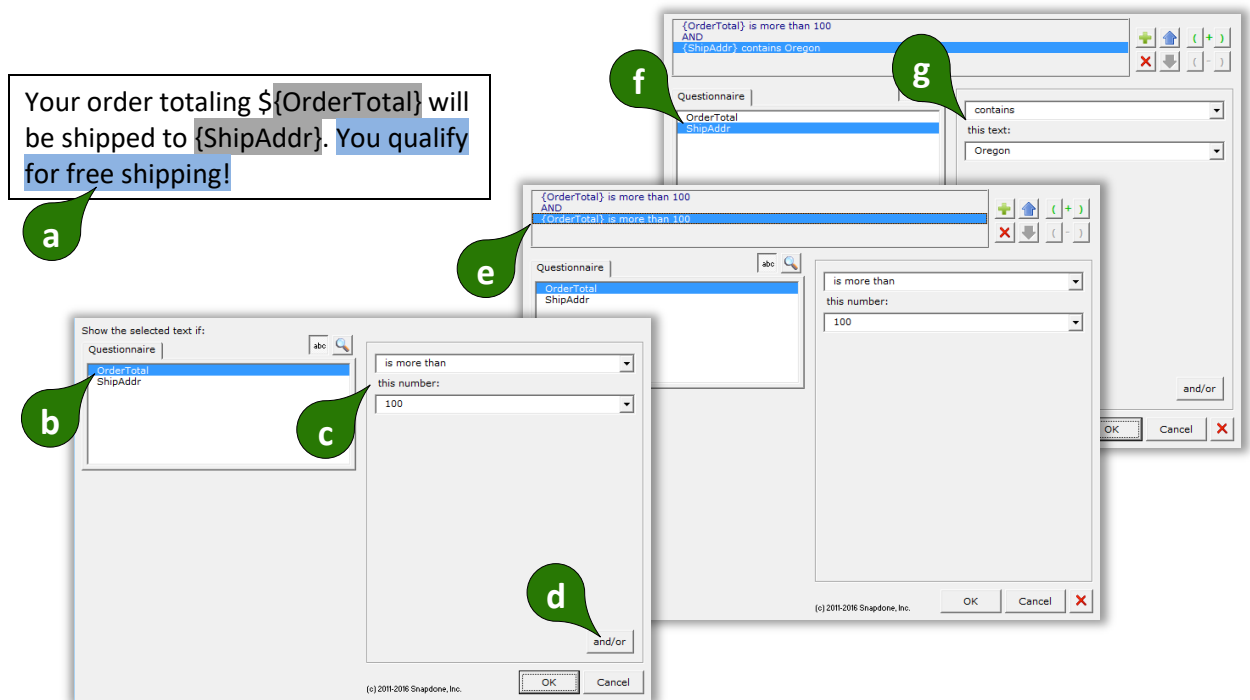 Your order totaling ${OrderTotal} will
be shipped to {ShipAddr}. You qualify
for free shipping!
a
{OrderTotal} is more than 100
AND
{ShipAddr} contains Oregon
( + )
( - )
f
g
Questionnaire
OrderTotal
ShipAddr
contains
this text:
Oregon
and/or
OK
Cancel
{OrderTotal} is more than 100
AND
{OrderTotal} is more than 100
( + )
( - )
e
Questionnaire
abc
OrderTotal
ShipAddr
is more than
this number:
100
(c) 2011-2016 Snapdone, Inc.
OK
Cancel
Show the selected text if:
Questionnaire
abc
OrderTotal
ShipAddr
b
is more than
this number:
100
c
d
and/or
(c) 2011-2016 Snapdone, Inc.
OK
Cancel